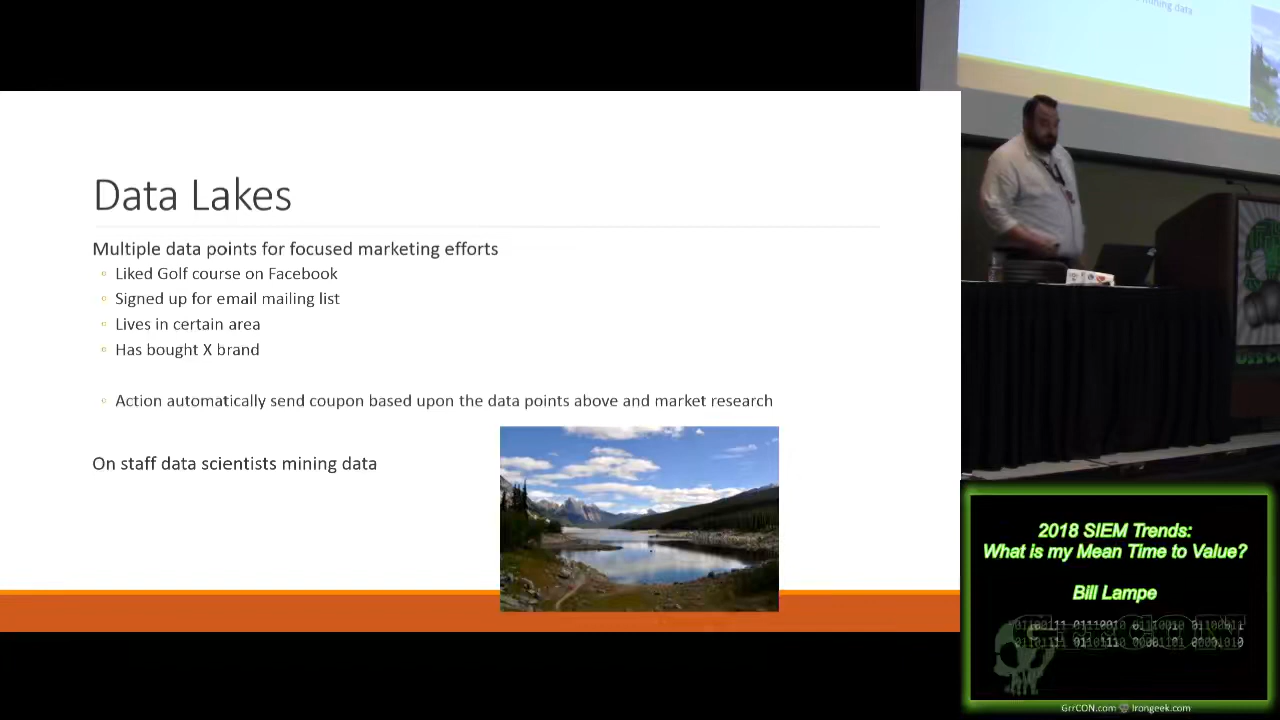 mining data
Data Lakes
Multiple data points for focused marketing efforts
Liked Golf course on Facebook
Signed up for email mailing list
Lives in certain area
Has bought X brand
Action automatically send coupon based upon the data points above and market research
On staff data scientists mining data
2018 SIEM Trends:
What is my Mean Time to Value?
Bill Lampe
GrrCON
GrrCON.com Irongeek.com